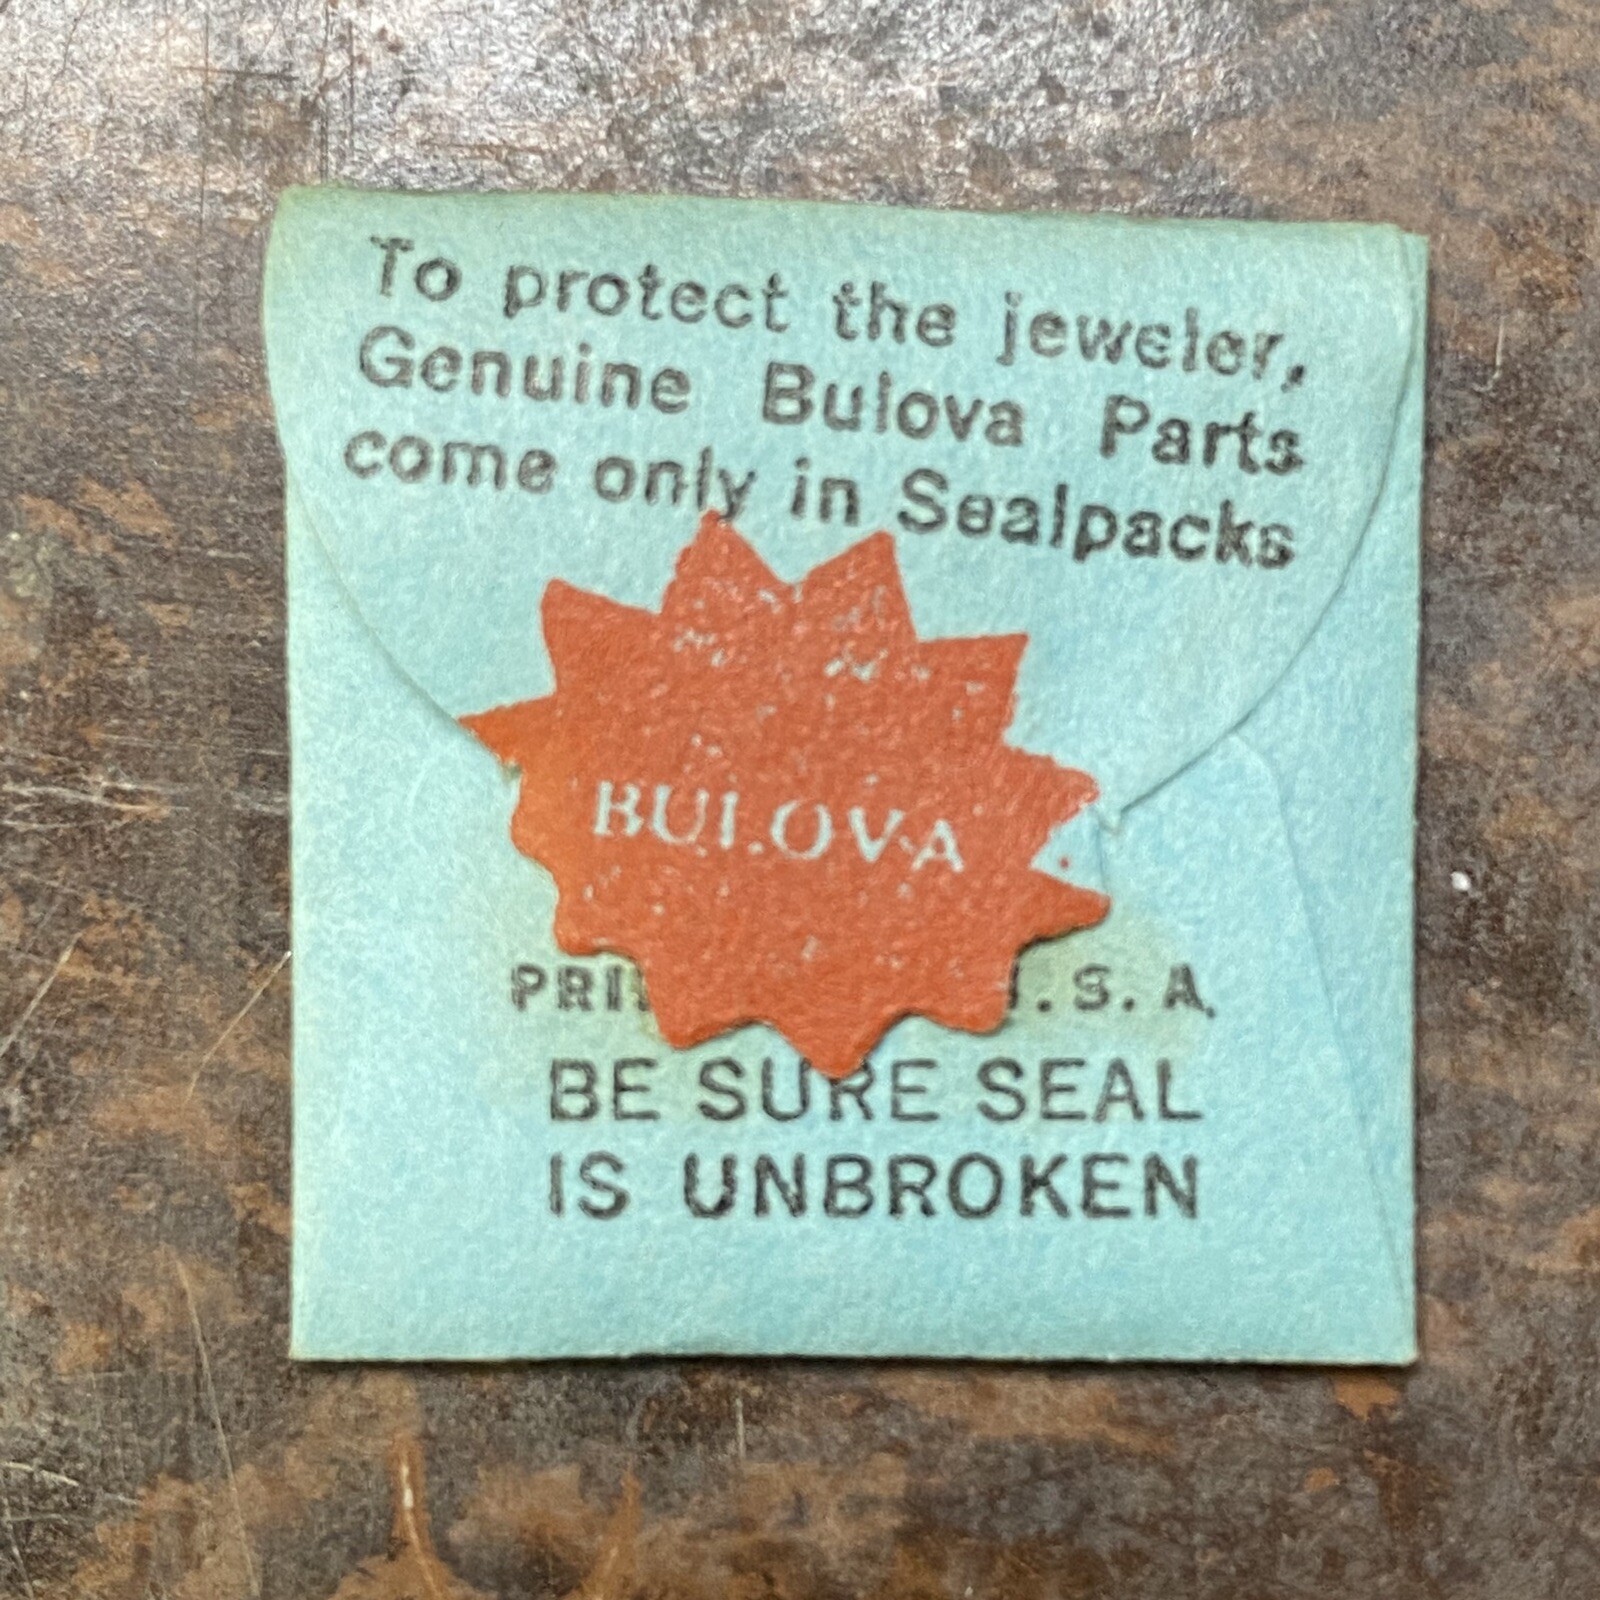 To protect the jeweler,
Genuine Bulova Parts
come only in Sealpacks
BULOVA
S. A.
BE SURE SEAL
IS UNBROKEN